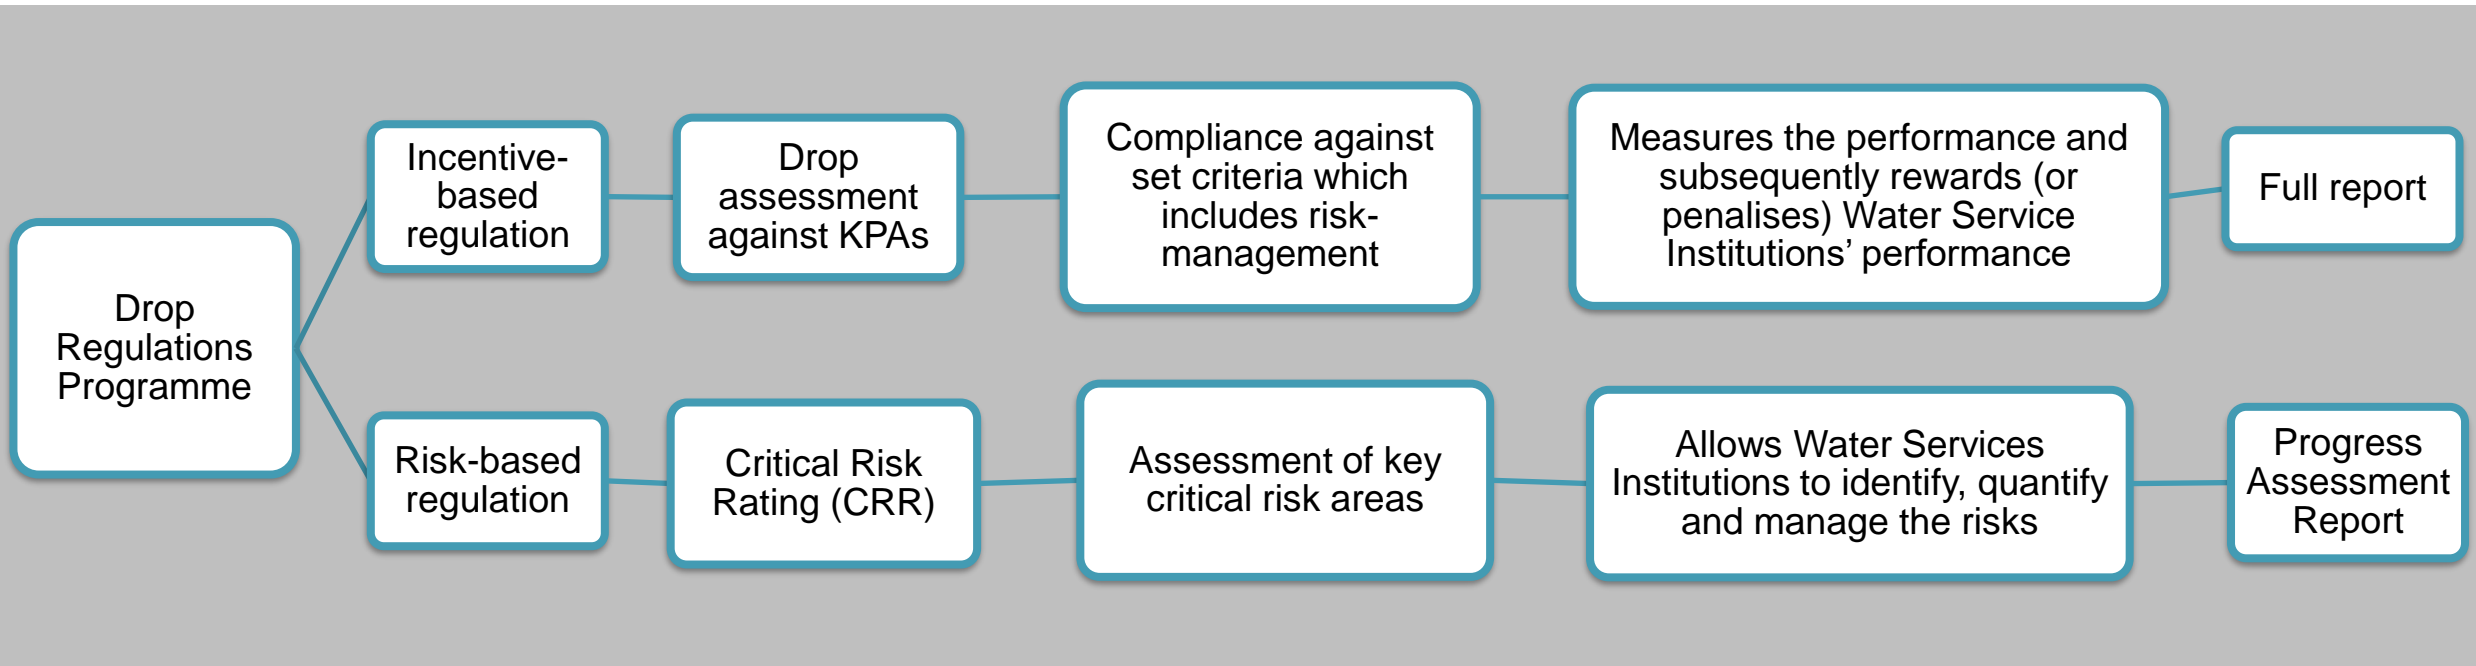 Drop
Regulations
Programme
Incentive-
based
regulation
Drop
assessment
against KPAs
Compliance against
set criteria which
includes risk-
management
Measures the performance and
subsequently rewards (or
penalises) Water Service
Institutions’ performance
Full report
Risk-based
regulation
Critical Risk
Rating (CRR)
Assessment of key
critical risk areas
Allows Water Services
Institutions to identify, quantify
and manage the risks
Progress
Assessment
Report